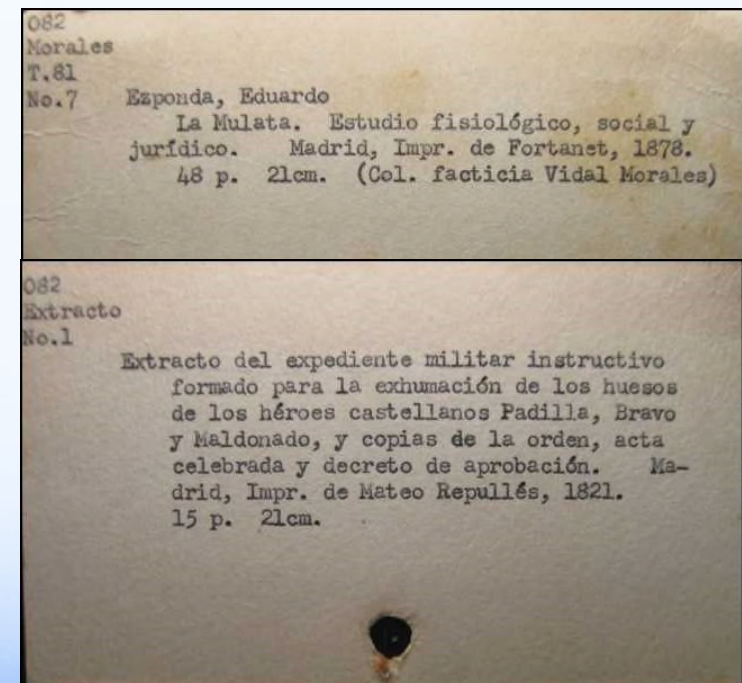 082
Morales
T.81
No.7 Ezponda, Eduardo
La Mulata. Estudio fisiológico, social y
jurídico. Madrid, Impr. de Fortanet, 1878.
48 p. 21cm. (Col. facticia Vidal Morales)
082
Extracto
No.1
Extracto del expediente militar instructivo
formado para la exhumación de los huesos
de los héroes castellanos Padilla, Bravo
y Maldonado, y copias de la orden, acta
celebrada y decreto de aprobación. Ma-
drid, Impr. de Mateo Repullés, 1821.
15 p. 21cm.